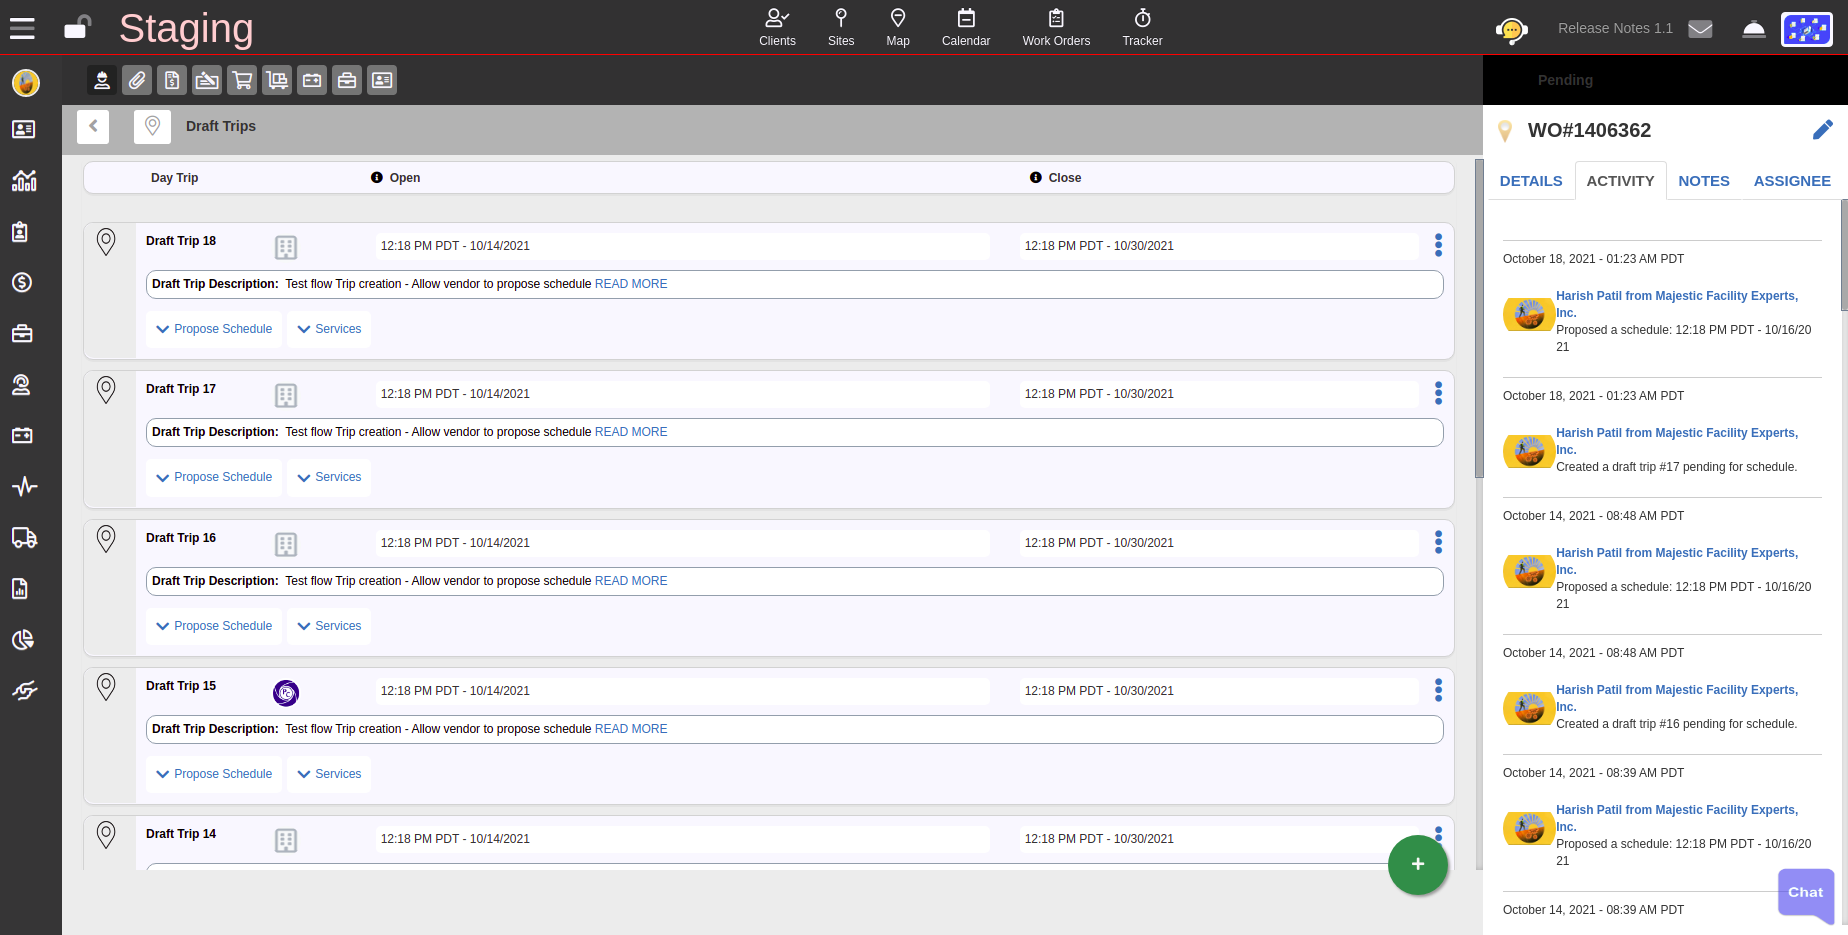 Staging
Clients
Sites
Map
Calendar
Work Orders
Tracker
Release Notes 1.1
Pending
Draft Trips
WO#1406362
DETAILS
ACTIVITY
NOTES
ASSIGNEE
Day Trip
Open
Close
Draft Trip 18
12:18 PM PDT - 10/14/2021
12:18 PM PDT - 10/30/2021
Draft Trip Description: Test flow Trip creation - Allow vendor to propose schedule READ MORE
Propose Schedule
Services
Draft Trip 17
12:18 PM PDT - 10/14/2021
12:18 PM PDT - 10/30/2021
Draft Trip Description: Test flow Trip creation - Allow vendor to propose schedule READ MORE
Propose Schedule
Services
Draft Trip 16
12:18 PM PDT - 10/14/2021
12:18 PM PDT - 10/30/2021
Draft Trip Description: Test flow Trip creation - Allow vendor to propose schedule READ MORE
Propose Schedule
Services
Draft Trip 15
12:18 PM PDT - 10/14/2021
12:18 PM PDT - 10/30/2021
Draft Trip Description: Test flow Trip creation - Allow vendor to propose schedule READ MORE
Propose Schedule
Services
Draft Trip 14
12:18 PM PDT - 10/14/2021
12:18 PM PDT - 10/30/2021
October 18, 2021 - 01:23 AM PDT
Harish Patil from Majestic Facility Experts,
Inc.
Proposed a schedule: 12:18 PM PDT - 10/16/20
21
October 18, 2021 - 01:23 AM PDT
Harish Patil from Majestic Facility Experts,
Inc.
Created a draft trip #17 pending for schedule.
October 14, 2021 - 08:48 AM PDT
Harish Patil from Majestic Facility Experts,
Inc.
Proposed a schedule: 12:18 PM PDT - 10/16/20
21
October 14, 2021 - 08:48 AM PDT
Harish Patil from Majestic Facility Experts,
Inc.
Created a draft trip #16 pending for schedule.
October 14, 2021 - 08:39 AM PDT
Harish Patil from Majestic Facility Experts,
Inc.
Proposed a schedule: 12:18 PM PDT - 10/16/20
21
October 14, 2021 - 08:39 AM PDT
Chat